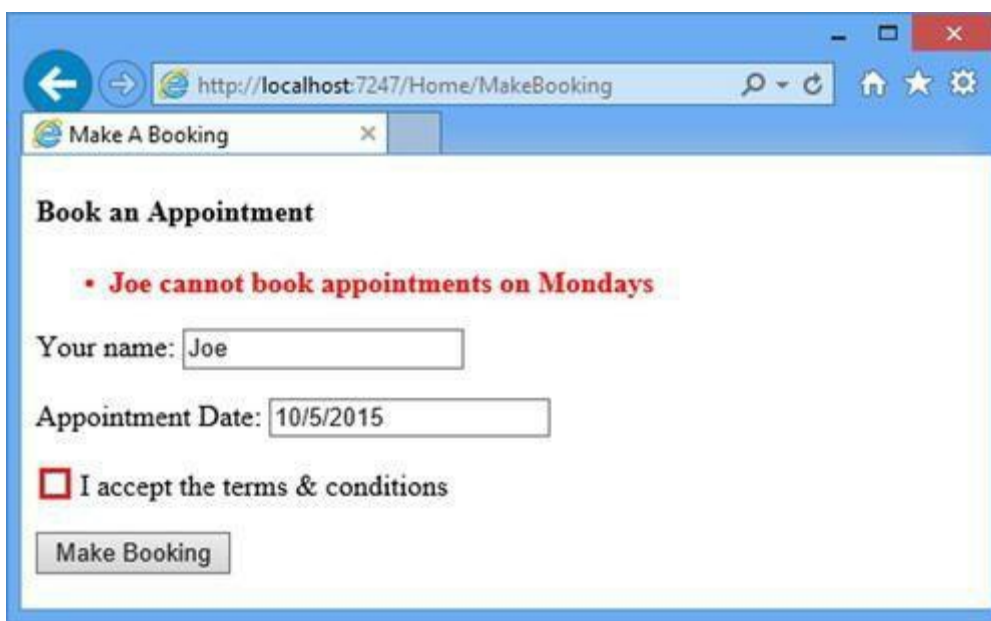 http://localhost:7247/Home/MakeBooking
Make A Booking
Book an Appointment
• Joe cannot book appointments on Mondays
Your name: Joe
Appointment Date: 10/5/2015
I accept the terms & conditions
Make Booking